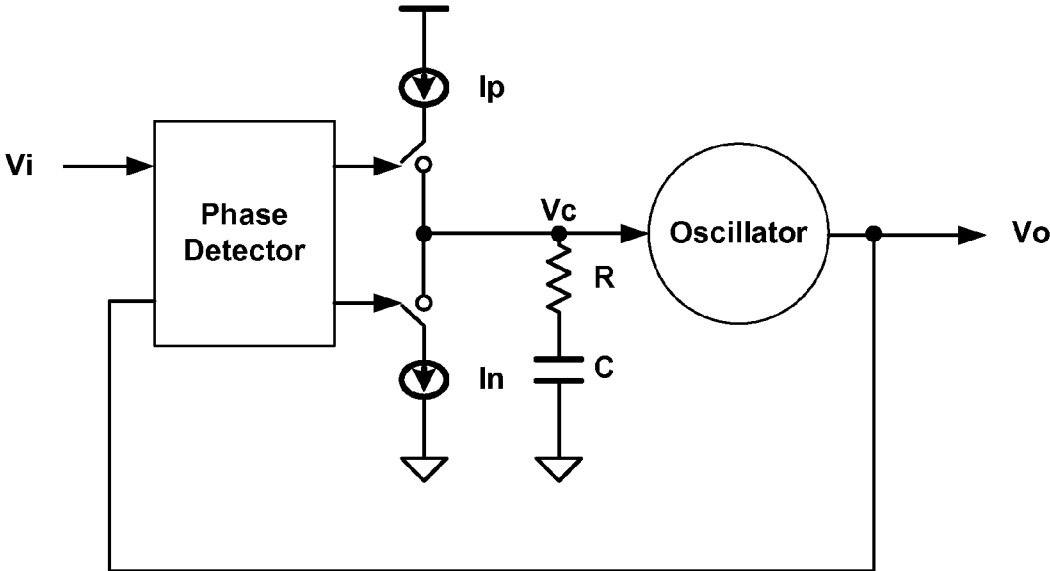 Ip
Vi
Phase
Detector
Vc
Oscillator
Vo
R
In
C